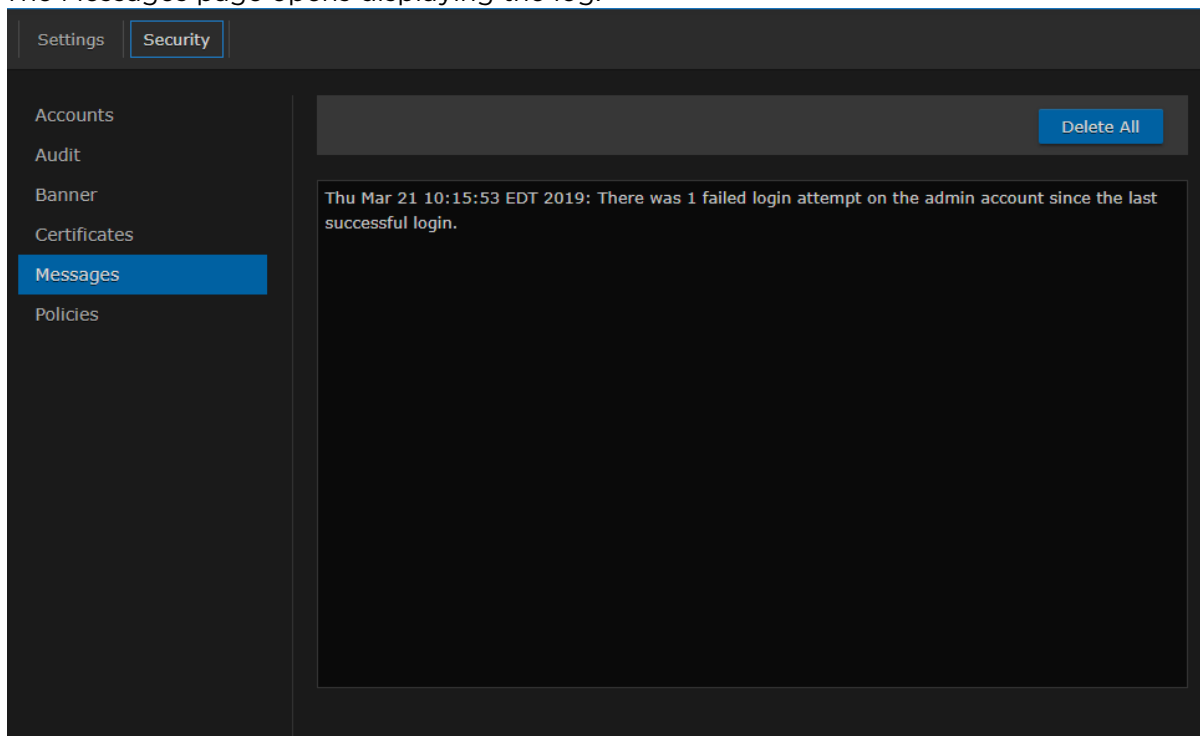 The Messages page opens displaying the log.
Settings
Security
Accounts
Audit
Banner
Certificates
Messages
Policies
Delete All
Thu Mar 21 10:15:53 EDT 2019: There was 1 failed login attempt on the admin account since the last
successful login.